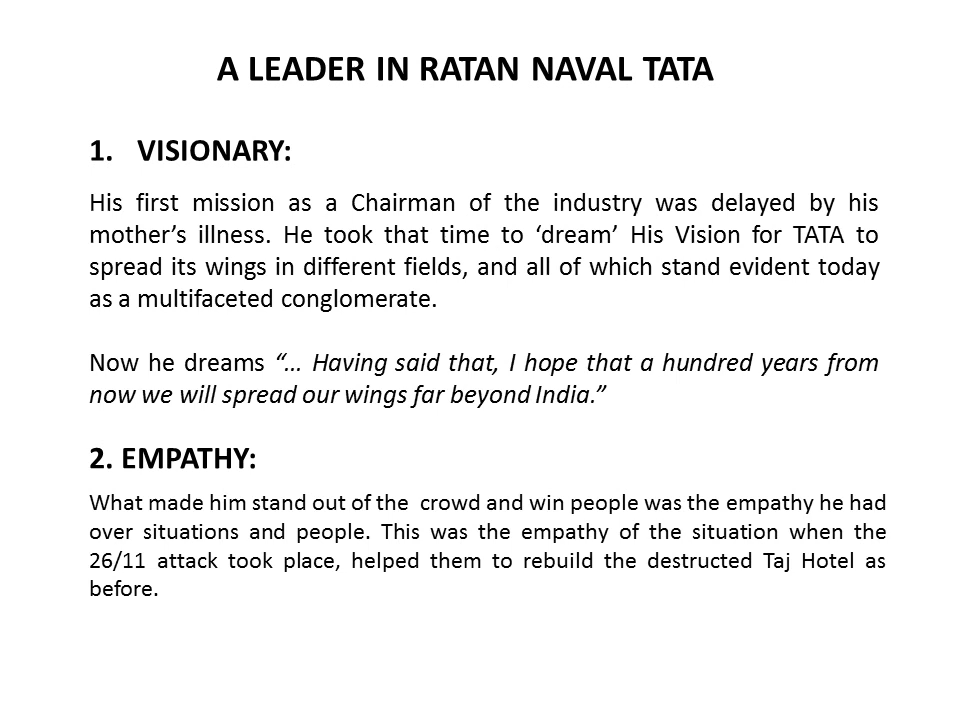 A LEADER IN RATAN NAVAL TATA
1. VISIONARY:
His first mission as a Chairman of the industry was delayed by his
mother’s illness. He took that time to ‘dream’ His Vision for TATA to
spread its wings in different fields, and all of which stand evident today
as a multifaceted conglomerate.
Now he dreams “… Having said that, I hope that a hundred years from
now we will spread our wings far beyond India.”
2. EMPATHY:
What made him stand out of the crowd and win people was the empathy he had
over situations and people. This was the empathy of the situation when the
26/11 attack took place, helped them to rebuild the destructed Taj Hotel as
before.